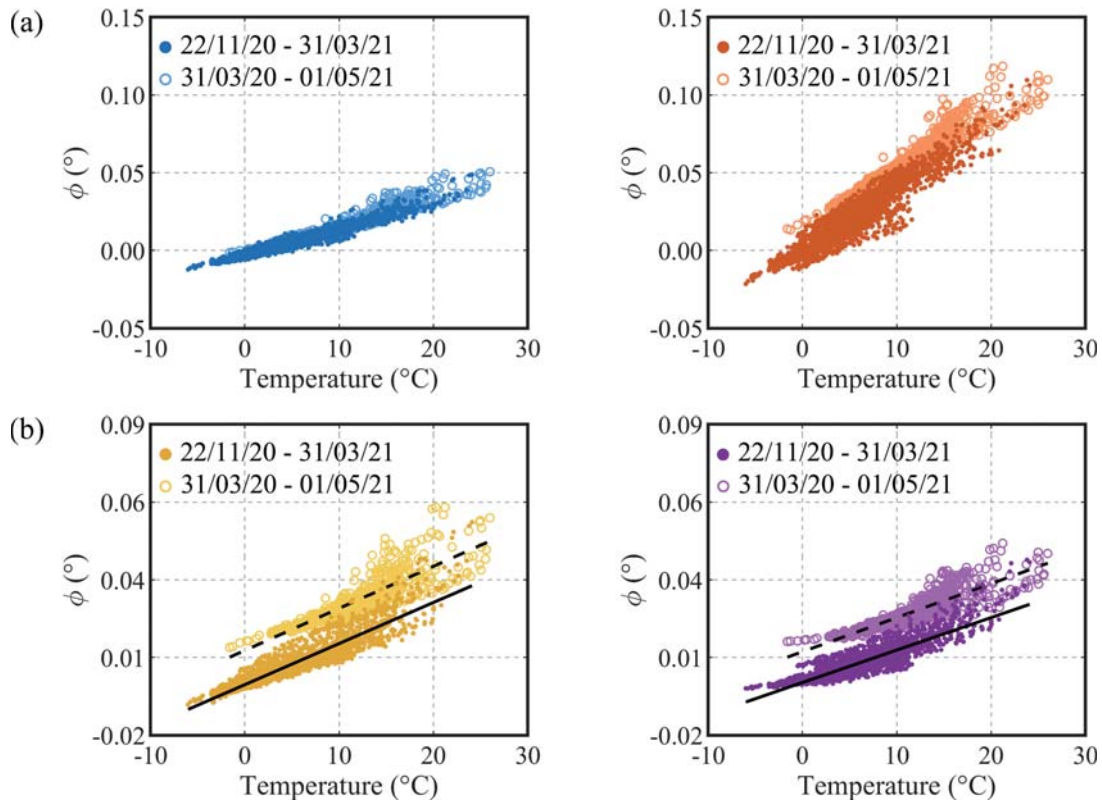 (a)
0.15
0.10
0.05
0.00
-0.05
ϕ (°)
22/11/20 - 31/03/21
31/03/20 - 01/05/21
-10 0 10 20 30
Temperature (°C)
0.15
0.10
0.05
0.00
-0.05
ϕ (°)
22/11/20 - 31/03/21
31/03/20 - 01/05/21
-10 0 10 20 30
Temperature (°C)
(b)
0.09
0.06
0.04
0.01
-0.02
ϕ (°)
22/11/20 - 31/03/21
31/03/20 - 01/05/21
-10 0 10 20 30
Temperature (°C)
0.09
0.06
0.04
0.01
-0.02
ϕ (°)
22/11/20 - 31/03/21
31/03/20 - 01/05/21
-10 0 10 20 30
Temperature (°C)